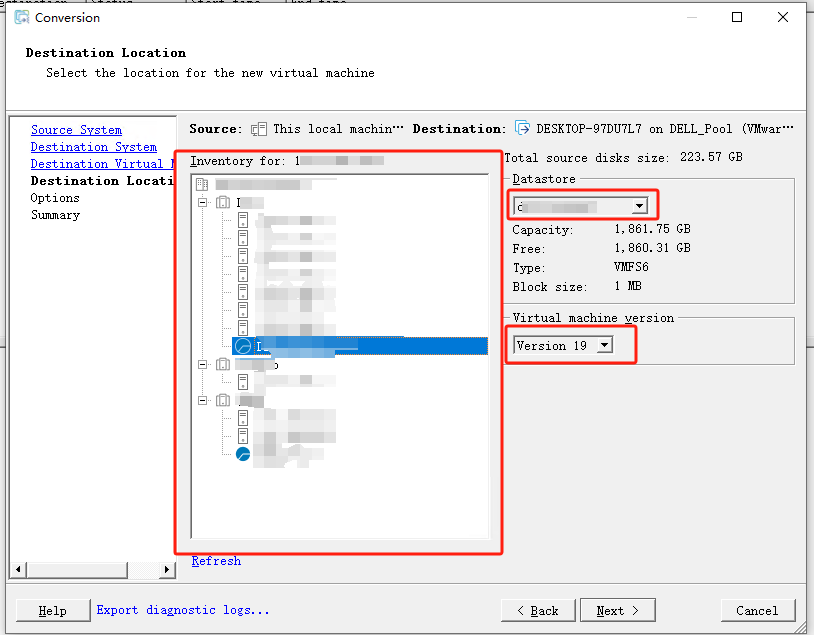 Conversion
Destination Location
Select the location for the new virtual machine
Source System
Destination System
Destination Virtual M
Destination Locati
Options
Summary
Source: This local machin··· Destination: DESKTOP-97DU7L7 on DELL_Pool (VMwar···
Inventory for: 1
Refresh
Total source disks size: 223.57 GB
Datastore
Capacity: 1,861.75 GB
Free: 1,860.31 GB
Type: VMFS6
Block size: 1 MB
Virtual machine version
Version 19
Help
Export diagnostic logs...
< Back
Next >
Cancel